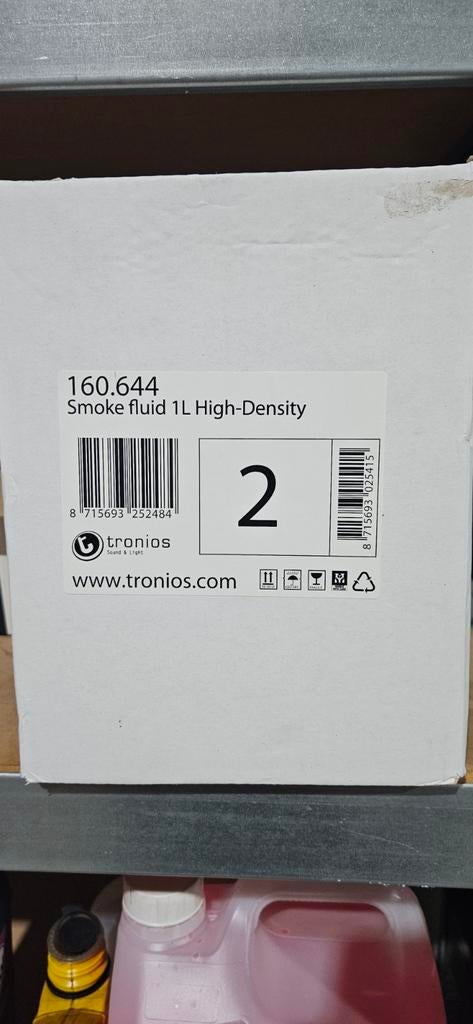 160.644
Smoke fluid 1L High-Density
8 715693 252484
2
8 715693 025415
tronios
Sound & Light
www.tronios.com